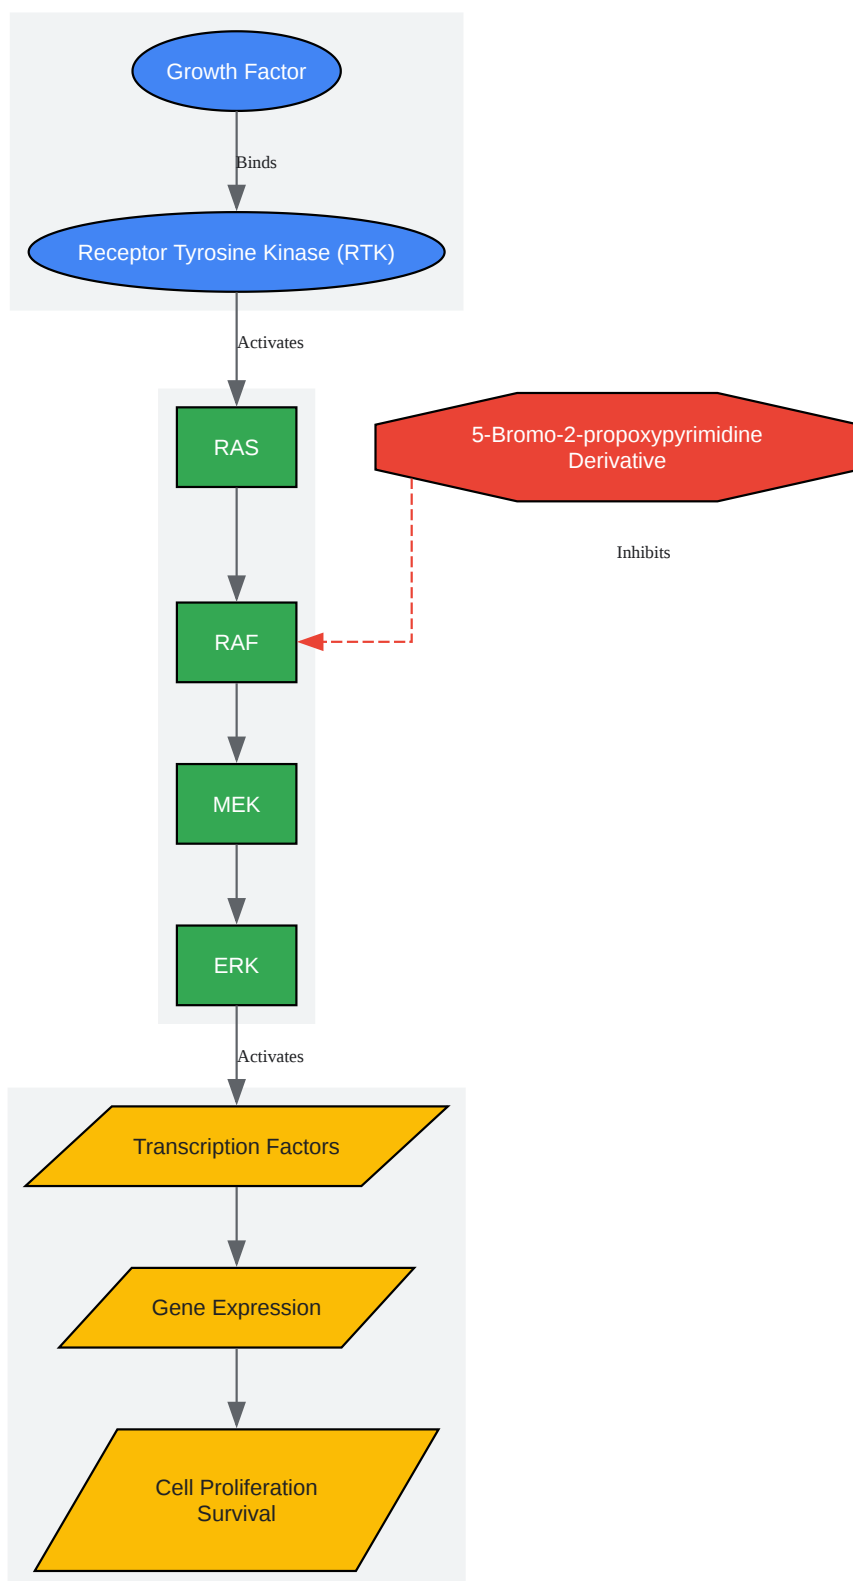 Growth Factor
Binds
Receptor Tyrosine Kinase (RTK)
Activates
RAS
5-Bromo-2-propoxypyrimidine
Derivative
Inhibits
RAF
MEK
ERK
Activates
Transcription Factors
Gene Expression
Cell Proliferation
Survival